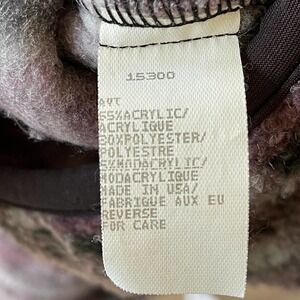 15300
AYT
65%ACRYLIC/
ACRYLIQUE
30%POLYESTER/
POLYESTRE
5%MODACRYLIC/
MODACRYLIQUE
MADE IN USA/
FABRIQUE AUX EU
REVERSE
FOR CARE